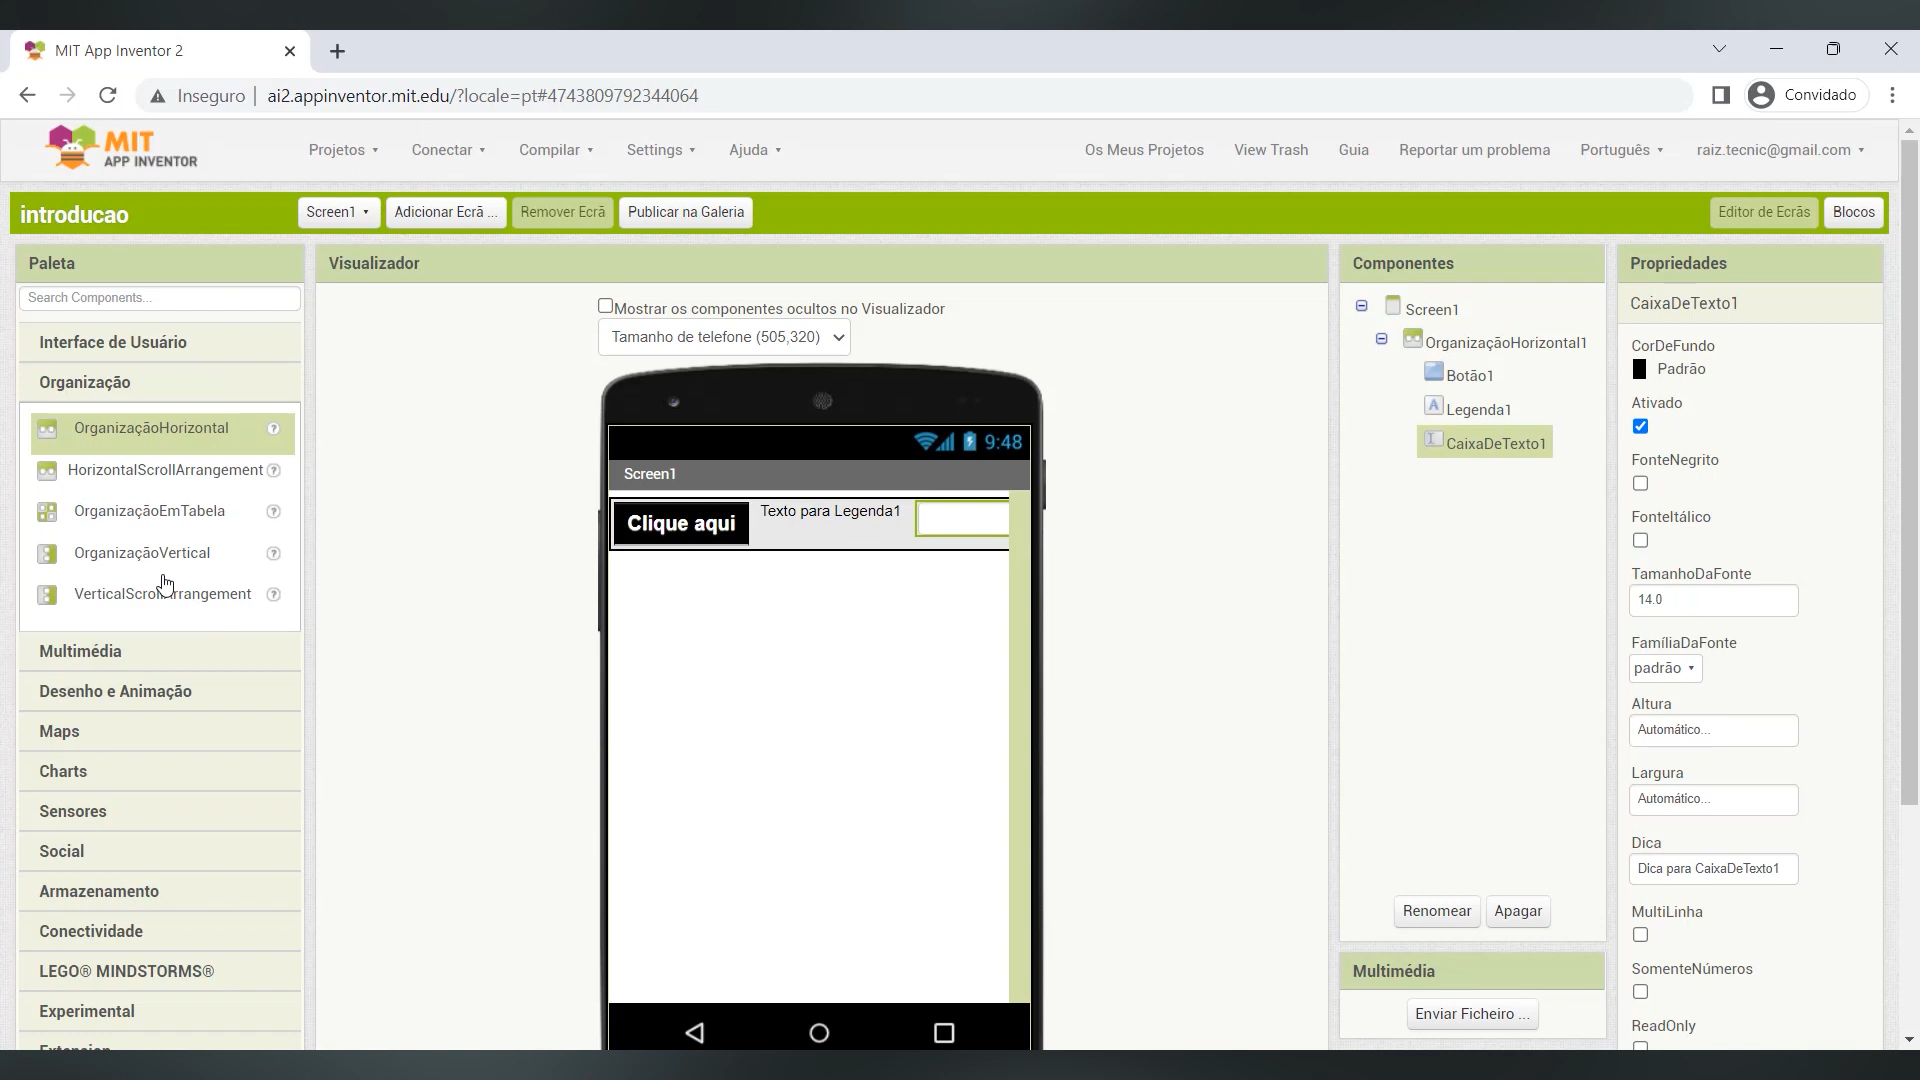 MIT App Inventor 2
Inseguro
ai2.appinventor.mit.edu/?locale=pt#4743809792344064
Convidado
MIT
APP INVENTOR
Projetos
Conectar
Compilar
Settings
Ajuda
Os Meus Projetos
View Trash
Guia
Reportar um problema
Português
raiz.tecnic@gmail.com
introducao
Screen1
Adicionar Ecrã ...
Remover Ecrã
Publicar na Galeria
Editor de Ecrãs
Blocos
Paleta
Search Components...
Interface de Usuário
Organização
OrganizaçãoHorizontal
HorizontalScrollArrangement
OrganizaçãoEmTabela
OrganizaçãoVertical
VerticalScrollArrangement
Multimédia
Desenho e Animação
Maps
Charts
Sensores
Social
Armazenamento
Conectividade
LEGO® MINDSTORMS®
Experimental
Extension
Visualizador
Mostrar os componentes ocultos no Visualizador
Tamanho de telefone (505,320)
9:48
Screen1
Clique aqui
Texto para Legenda1
Componentes
Screen1
OrganizaçãoHorizontal1
Botão1
Legenda1
CaixaDeTexto1
Renomear
Apagar
Multimédia
Enviar Ficheiro ...
Propriedades
CaixaDeTexto1
CorDeFundo
Padrão
Ativado
FonteNegrito
FonteItálico
TamanhoDaFonte
14.0
FamíliaDaFonte
padrão
Altura
Automático...
Largura
Automático...
Dica
Dica para CaixaDeTexto1
MultiLinha
SomenteNúmeros
ReadOnly